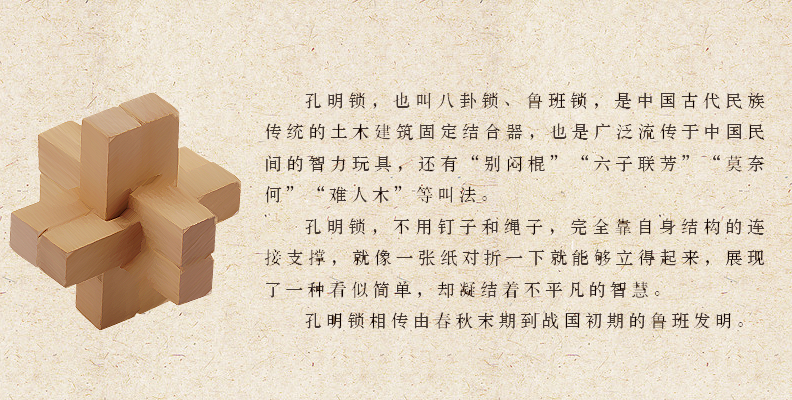 孔明锁，也叫八卦锁、鲁班锁，是中国古代民族
传统的土木建筑固定结合器，也是广泛流传于中国民
间的智力玩具，还有“别闷棍”“六子联芳”“莫奈
何”“难人木”等叫法。
孔明锁，不用钉子和绳子，完全靠自身结构的连
接支撑，就像一张纸对折一下就能够立得起来，展现
了一种看似简单，却凝结着不平凡的智慧。
孔明锁相传由春秋末期到战国初期的鲁班发明。